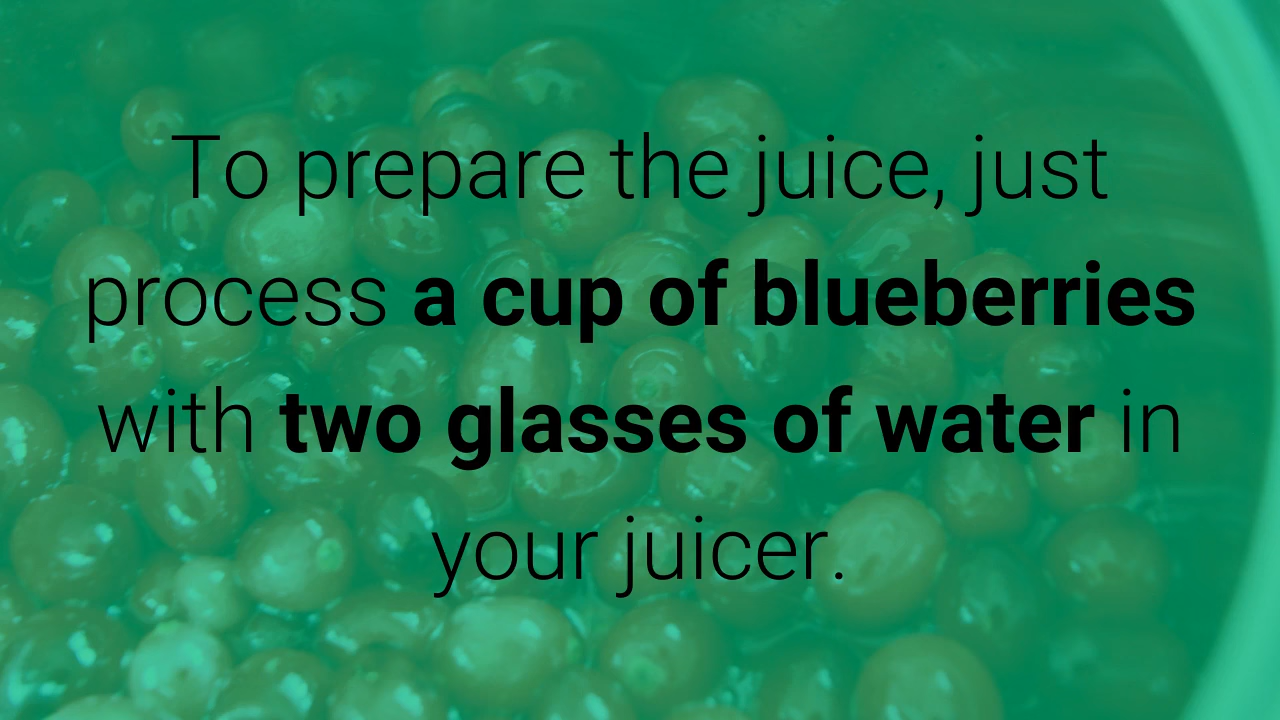 To prepare the juice, just
process a cup of blueberries
with two glasses of water in
your juicer.